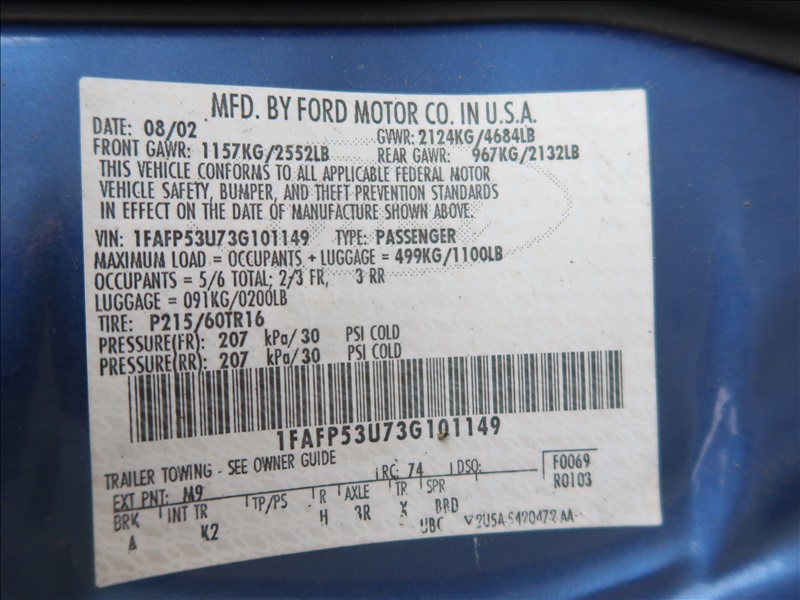 MFD. BY FORD MOTOR CO. IN U.S.A.
DATE: 08/02 GVWR: 2124KG/4684LB
FRONT GAWR: 1157KG/2552LB REAR GAWR: 967KG/2132LB
THIS VEHICLE CONFORMS TO ALL APPLICABLE FEDERAL MOTOR
VEHICLE SAFETY, BUMPER, AND THEFT PREVENTION STANDARDS
IN EFFECT ON THE DATE OF MANUFACTURE SHOWN ABOVE.
VIN: 1FAFP53U73G101149 TYPE: PASSENGER
MAXIMUM LOAD = OCCUPANTS + LUGGAGE = 499KG/1100LB
OCCUPANTS = 5/6 TOTAL; 2/3 FR, 3 RR
LUGGAGE = 091KG/0200LB
TIRE: P215/60TR16
PRESSURE(FR): 207 kPa/30 PSI COLD
PRESSURE(RR): 207 kPa/30 PSI COLD
1FAFP53U73G101149
TRAILER TOWING - SEE OWNER GUIDE
RC: 74 DSO: F0069
EXT PNT: M9 R0103
BRK INT TR TP/PS R AXLE TR SPR
A K2 H 3R X BRD
UBC